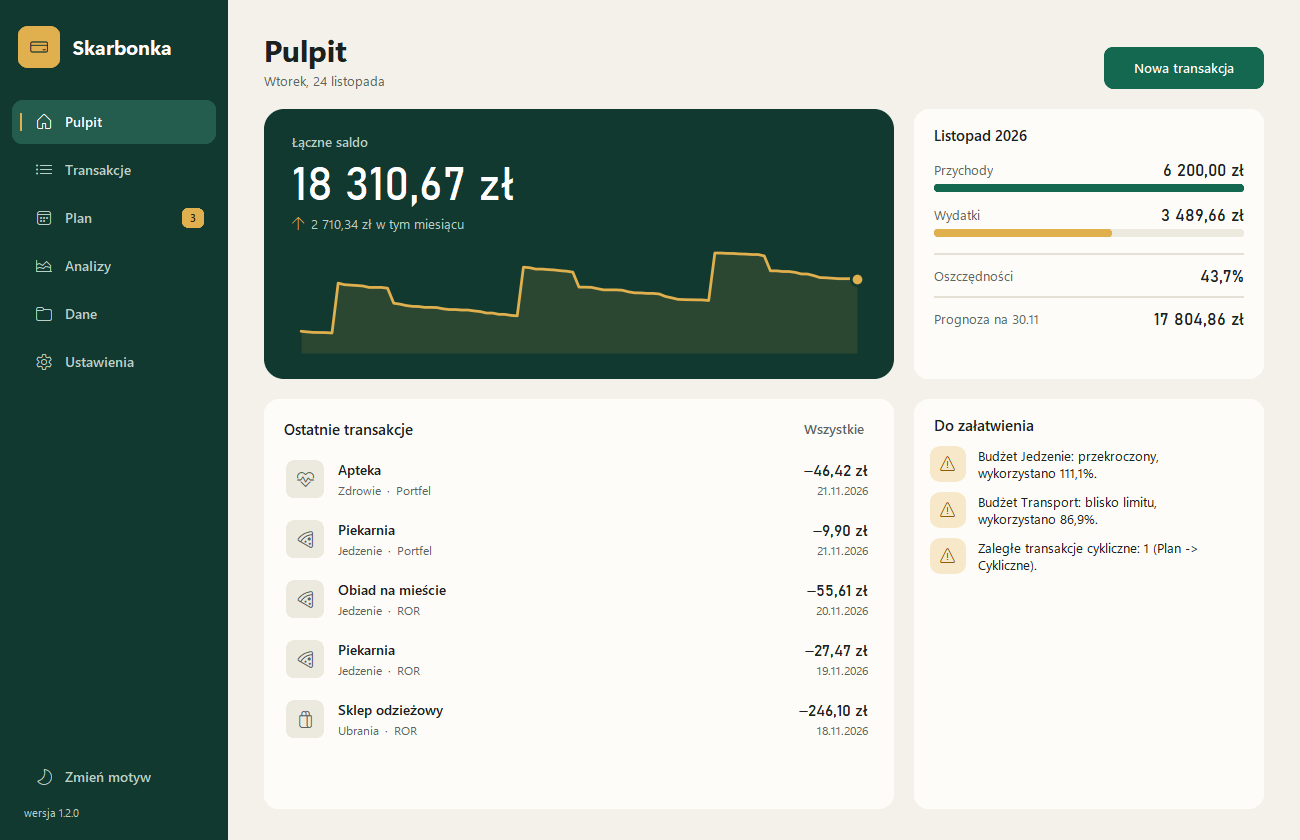 Skarbonka
Pulpit
Transakcje
Plan
3
Analizy
Dane
Ustawienia
Zmień motyw
wersja 1.2.0
Pulpit
Wtorek, 24 listopada
Nowa transakcja
Łączne saldo
18 310,67 zł
2 710,34 zł w tym miesiącu
Listopad 2026
Przychody 6 200,00 zł
Wydatki 3 489,66 zł
Oszczędności 43,7%
Prognoza na 30.11 17 804,86 zł
Ostatnie transakcje
Wszystkie
Apteka −46,42 zł
Zdrowie · Portfel 21.11.2026
Piekarnia −9,90 zł
Jedzenie · Portfel 21.11.2026
Obiad na mieście −55,61 zł
Jedzenie · ROR 20.11.2026
Piekarnia −27,47 zł
Jedzenie · ROR 19.11.2026
Sklep odzieżowy −246,10 zł
Ubrania · ROR 18.11.2026
Do załatwienia
Budżet Jedzenie: przekroczony,
wykorzystano 111,1%.
Budżet Transport: blisko limitu,
wykorzystano 86,9%.
Zaległe transakcje cykliczne: 1 (Plan ->
Cykliczne).